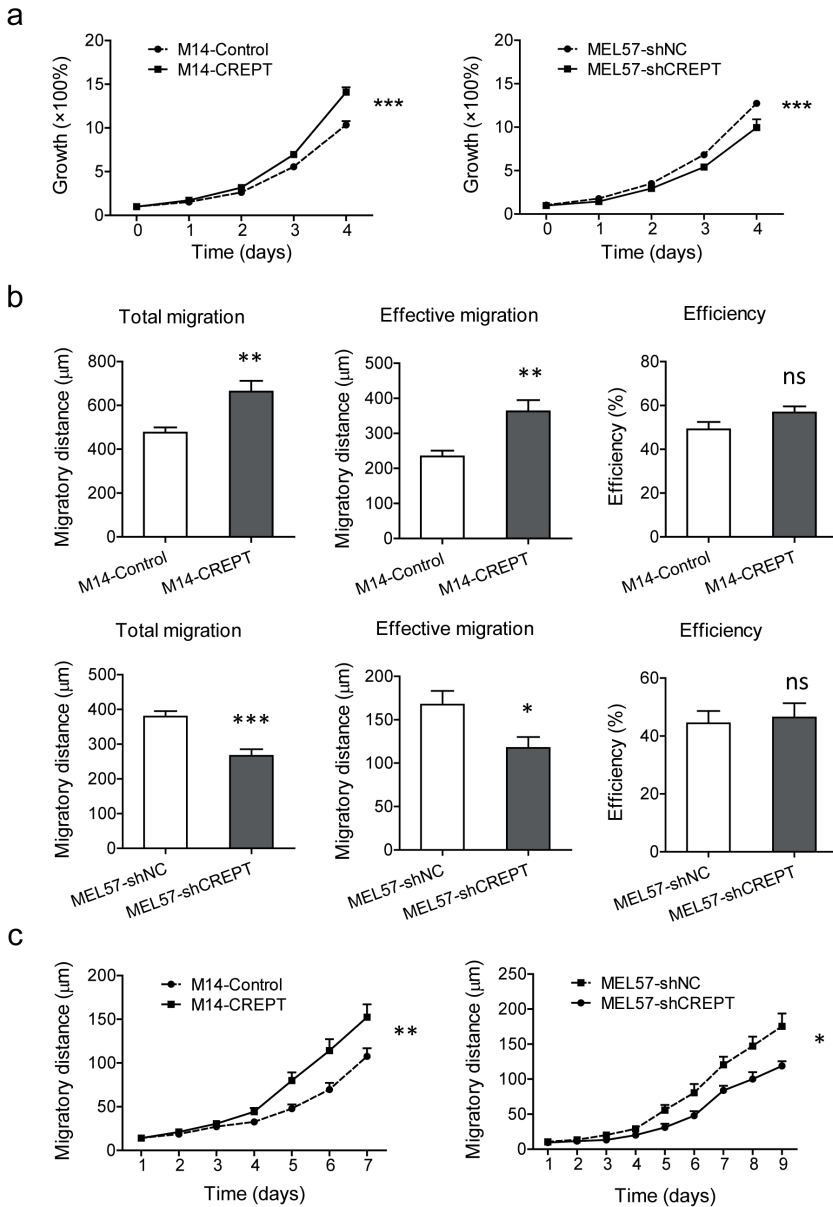 a
M14-Control
M14-CREPT
Growth (×100%)
20
15
10
5
0
0 1 2 3 4
Time (days)
***
MEL57-shNC
MEL57-shCREPT
Growth (×100%)
20
15
10
5
0
0 1 2 3 4
Time (days)
***
b
Total migration
Migratory distance (μm)
800
600
400
200
0
**
M14-Control
M14-CREPT
Effective migration
Migratory distance (μm)
500
400
300
200
100
0
**
M14-Control
M14-CREPT
Efficiency
Efficiency (%)
80
60
40
20
0
ns
M14-Control
M14-CREPT
Total migration
Migratory distance (μm)
500
400
300
200
100
0
***
MEL57-shNC
MEL57-shCREPT
Effective migration
Migratory distance (μm)
200
150
100
50
0
*
MEL57-shNC
MEL57-shCREPT
Efficiency
Efficiency (%)
60
40
20
0
ns
MEL57-shNC
MEL57-shCREPT
c
M14-Control
M14-CREPT
Migratory distance (μm)
200
150
100
50
0
1 2 3 4 5 6 7
Time (days)
**
MEL57-shNC
MEL57-shCREPT
Migratory distance (μm)
250
200
150
100
50
0
1 2 3 4 5 6 7 8 9
Time (days)
*